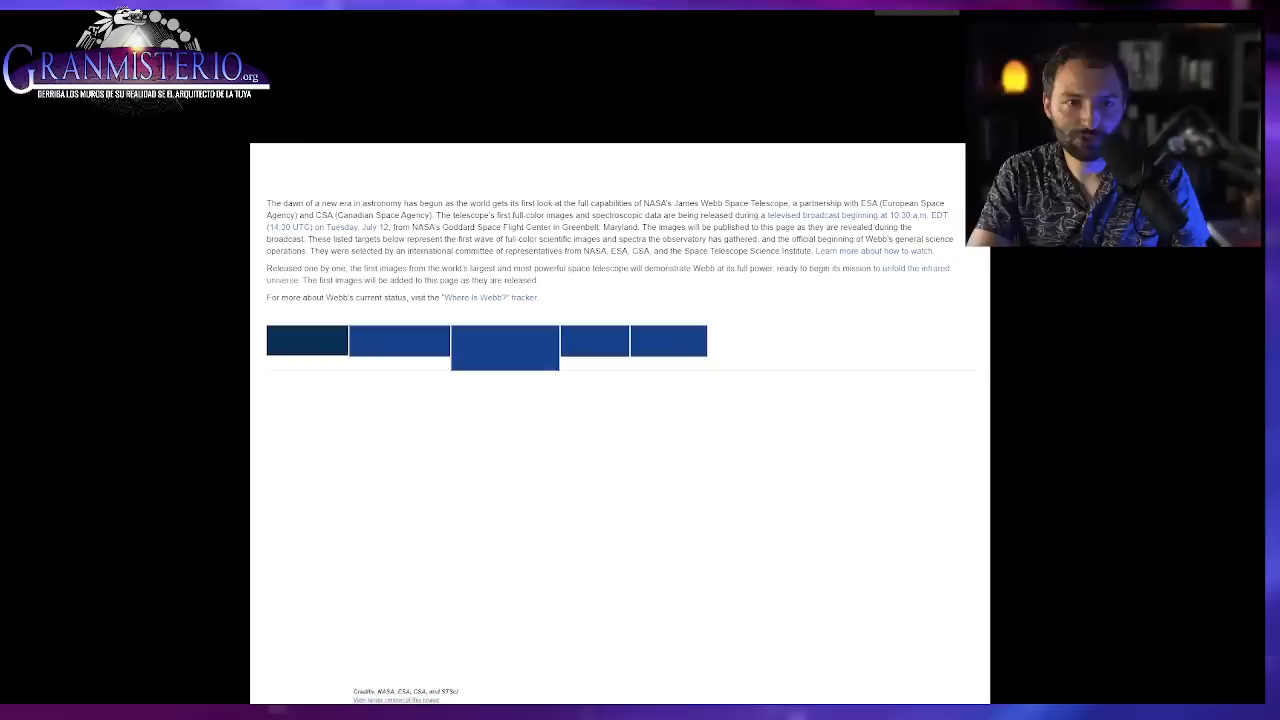 GRANMISTERIO.org
DERRIBA LOS MUROS DE SU REALIDAD SE EL ARQUITECTO DE LA TUYA
The dawn of a new era in astronomy has begun as the world gets its first look at the full capabilities of NASA's James Webb Space Telescope, a partnership with ESA (European Space
Agency) and CSA (Canadian Space Agency). The telescope's first full-color images and spectroscopic data are being released during a televised broadcast beginning at 10:30 a.m. EDT
(14:30 UTC) on Tuesday, July 12, from NASA's Goddard Space Flight Center in Greenbelt, Maryland. The images will be published to this page as they are revealed during the
broadcast. These listed targets below represent the first wave of full-color scientific images and spectra the observatory has gathered, and the official beginning of Webb's general science
operations. They were selected by an international committee of representatives from NASA, ESA, CSA, and the Space Telescope Science Institute. Learn more about how to watch.
Released one by one, the first images from the world's largest and most powerful space telescope will demonstrate Webb at its full power, ready to begin its mission to unfold the infrared
universe. The first images will be added to this page as they are released.
For more about Webb's current status, visit the "Where Is Webb?" tracker.
Credits: NASA, ESA, CSA, and STScI
View larger version of this image